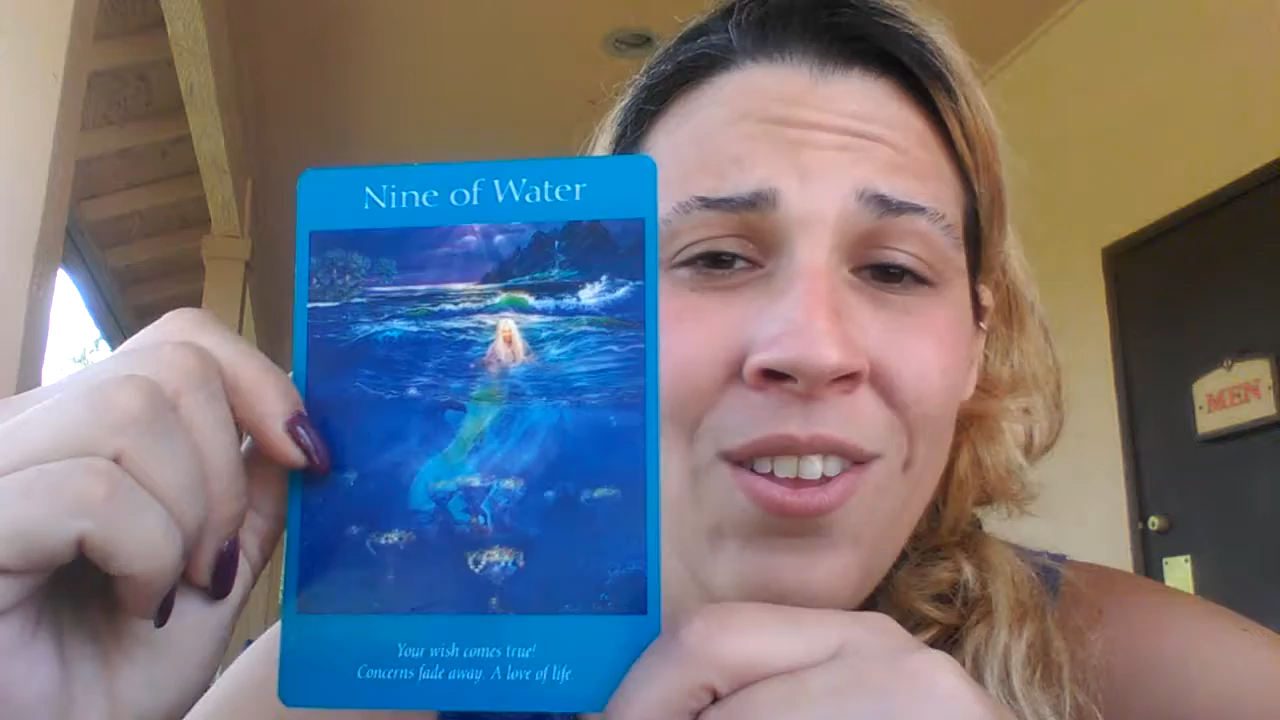 Nine of Water
MEN
Your wish comes true!
Concerns fade away. A love of life